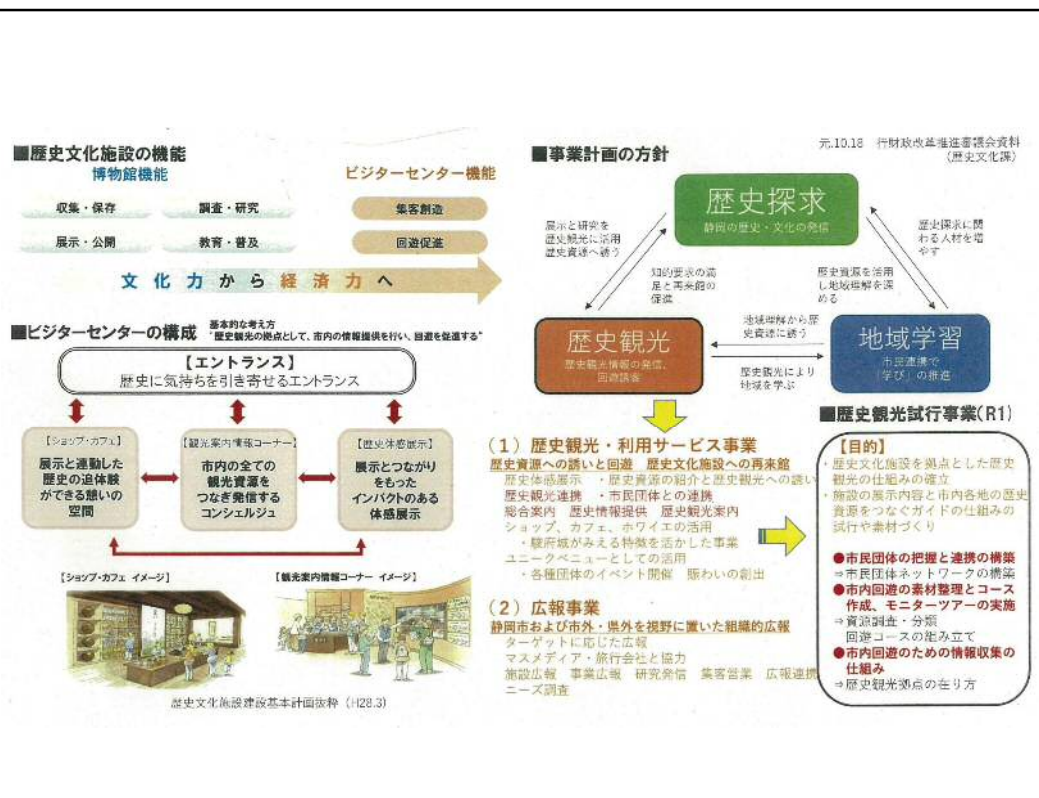 ■歴史文化施設の機能
博物館機能
ビジターセンター機能
収集・保存
調査・研究
集客創造
展示・公開
教育・普及
回遊促進
文化力から経済力へ
■ビジターセンターの構成
基本的な考え方
"歴史観光の拠点として、市内の情報提供を行い、回遊を促進する"
【エントランス】
歴史に気持ちを引き寄せるエントランス
【ショップ・カフェ】
展示と連動した
歴史の追体験
ができる憩いの
空間
【観光案内情報コーナー】
市内の全ての
観光資源を
つなぎ発信する
コンシェルジュ
【歴史体感展示】
展示とつながり
をもった
インパクトのある
体感展示
【ショップ・カフェ イメージ】
【観光案内情報コーナー イメージ】
歴史文化施設建設基本計画抜粋（H28.3）
元.10.18 行財政改革推進審議会資料
（歴史文化課）
■事業計画の方針
歴史探求
静岡の歴史・文化の発信
展示と研究を
歴史観光に活用
歴史資源へ誘う
知的要求の満
足と再来館の
促進
歴史探求に関
わる人材を増
やす
歴史資源を活用
し地域理解を深
める
歴史観光
歴史観光情報の発信、
回遊誘客
地域理解から歴
史資源に誘う
歴史観光により
地域を学ぶ
地域学習
市民連携で
「学び」の推進
（１）歴史観光・利用サービス事業
歴史資源への誘いと回遊 歴史文化施設への再来館
歴史体感展示 ・歴史資源の紹介と歴史観光への誘い
歴史観光連携 ・市民団体との連携
総合案内 歴史情報提供 歴史観光案内
ショップ、カフェ、ホワイエの活用
・駿府城がみえる特徴を活かした事業
ユニークベニューとしての活用
・各種団体のイベント開催 賑わいの創出
（２）広報事業
静岡市および市外・県外を視野に置いた組織的広報
ターゲットに応じた広報
マスメディア・旅行会社と協力
施設広報 事業広報 研究発信 集客営業 広報連携
ニーズ調査
■歴史観光試行事業(R1)
【目的】
・歴史文化施設を拠点とした歴史
観光の仕組みの確立
・施設の展示内容と市内各地の歴史
資源をつなぐガイドの仕組みの
試行や素材づくり
●市民団体の把握と連携の構築
⇒市民団体ネットワークの構築
●市内回遊の素材整理とコース
作成、モニターツアーの実施
⇒資源調査・分類
回遊コースの組み立て
●市内回遊のための情報収集の
仕組み
⇒歴史観光拠点の在り方